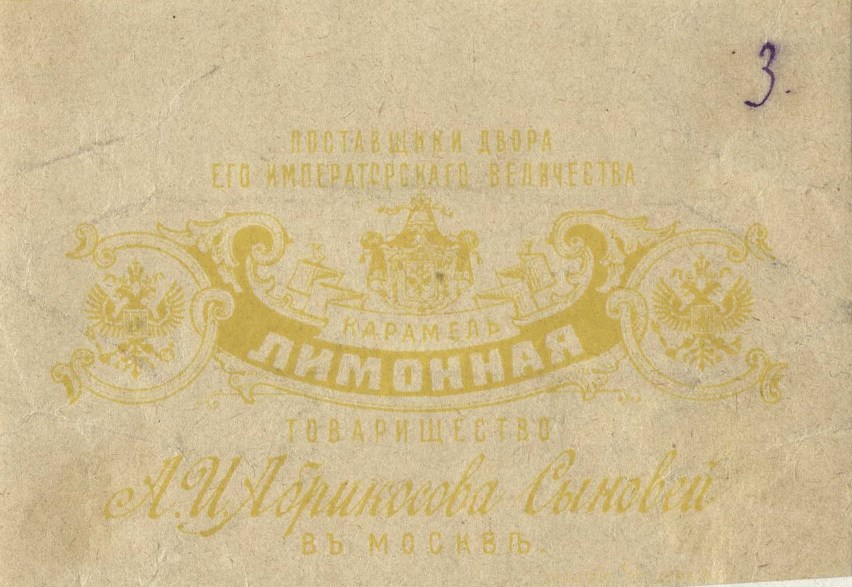 3.
ПОСТАВЩИКИ ДВОРА
ЕГО ИМПЕРАТОРСКАГО ВЕЛИЧЕСТВА
КАРАМЕЛЬ
ЛИМОННАЯ
ТОВАРИЩЕСТВО
А.И.Абрикосова Сыновей
ВЪ МОСКВѢ.